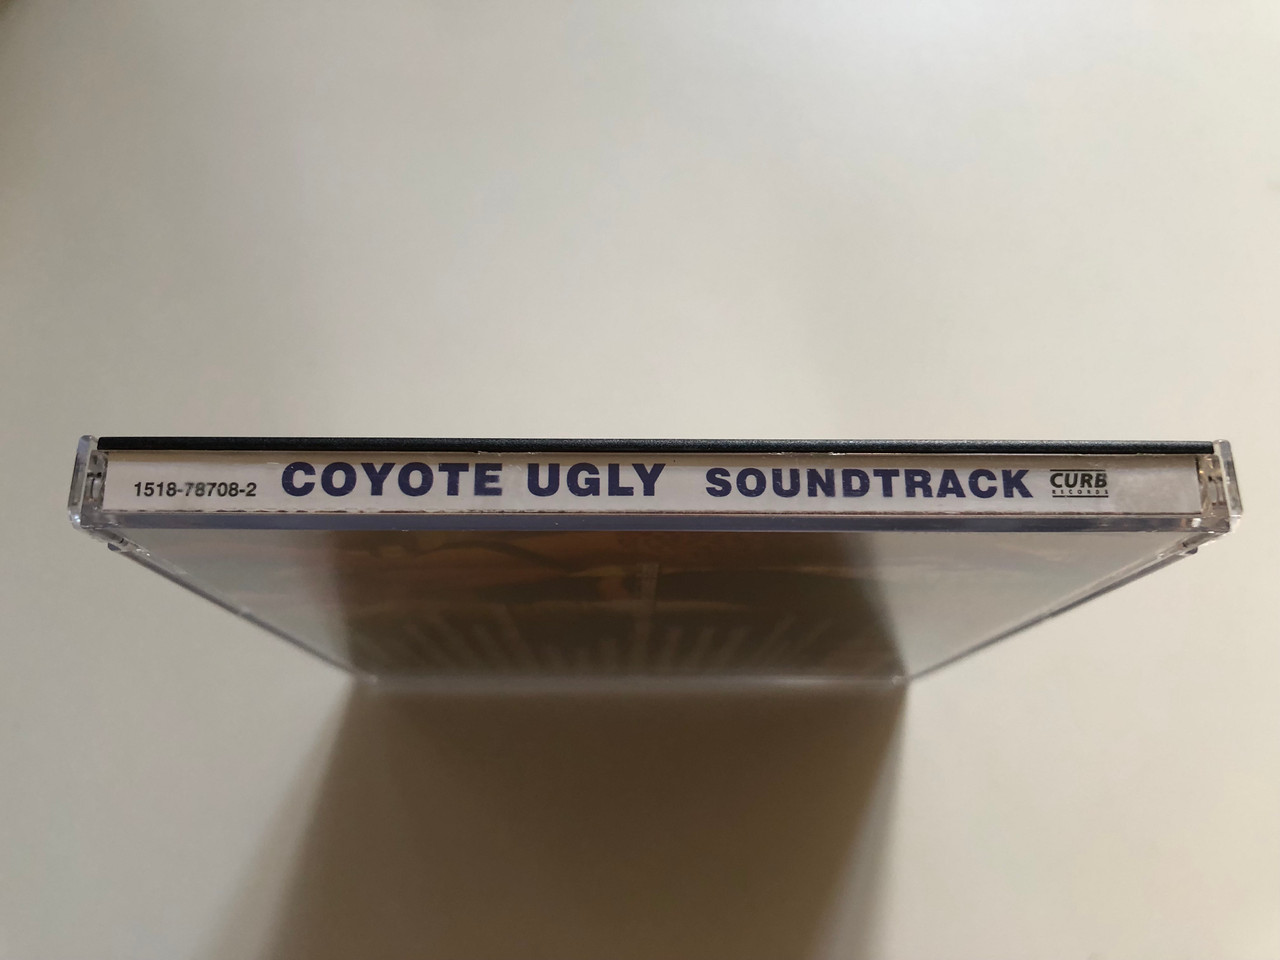 1518-78708-2 COYOTE UGLY SOUNDTRACK CURB
RECORDS